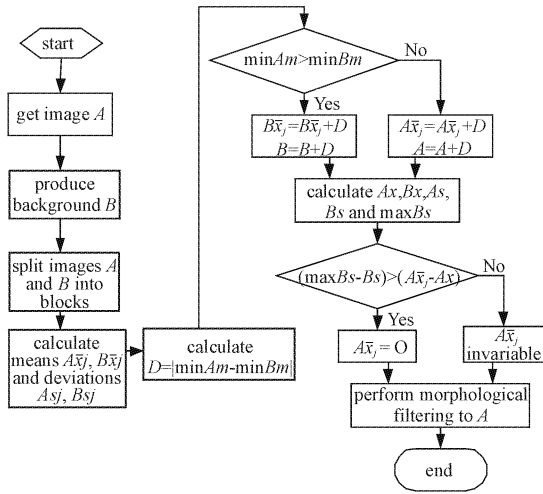 start
get image A
produce
background B
split images A
and B into
blocks
calculate
means Ax̄j, Bx̄j
and deviations
Asj, Bsj
calculate
D=|minAm-minBm|
minAm>minBm
No
Yes
Bx̄j=Bx̄j+D
B=B+D
Ax̄j=Ax̄j+D
A=A+D
calculate Ax,Bx,As,
Bs and maxBs
(maxBs-Bs)>(Ax̄j-Ax)
No
Yes
Ax̄j= O
Ax̄j
invariable
perform morphological
filtering to A
end